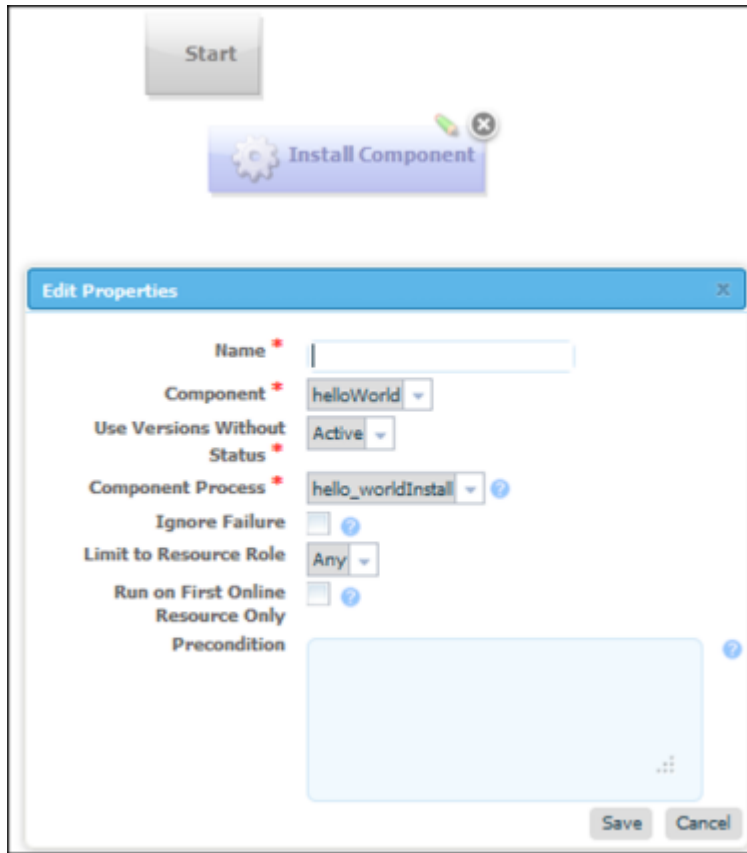 Start
Install Component
Edit Properties
Name *
Component * helloWorld
Use Versions Without
Status * Active
Component Process * hello_worldInstall ?
Ignore Failure ?
Limit to Resource Role Any
Run on First Online
Resource Only ?
Precondition ?
Save Cancel